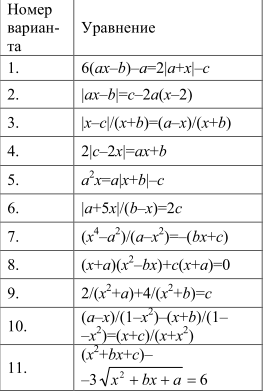 Номер вариан-та Уравнение
1. 6(ax–b)–a=2|a+x|–c
2. |ax–b|=c–2a(x–2)
3. |x–c|/(x+b)=(a–x)/(x+b)
4. 2|c–2x|=ax+b
5. a²x=a|x+b|–c
6. |a+5x|/(b–x)=2c
7. (x⁴–a²)/(a–x²)=–(bx+c)
8. (x+a)(x²–bx)+c(x+a)=0
9. 2/(x²+a)+4/(x²+b)=c
10. (a–x)/(1–x²)–(x+b)/(1–
–x²)=(x+c)/(x+x²)
11. (x²+bx+c)–
–3√(x²+bx+a) = 6